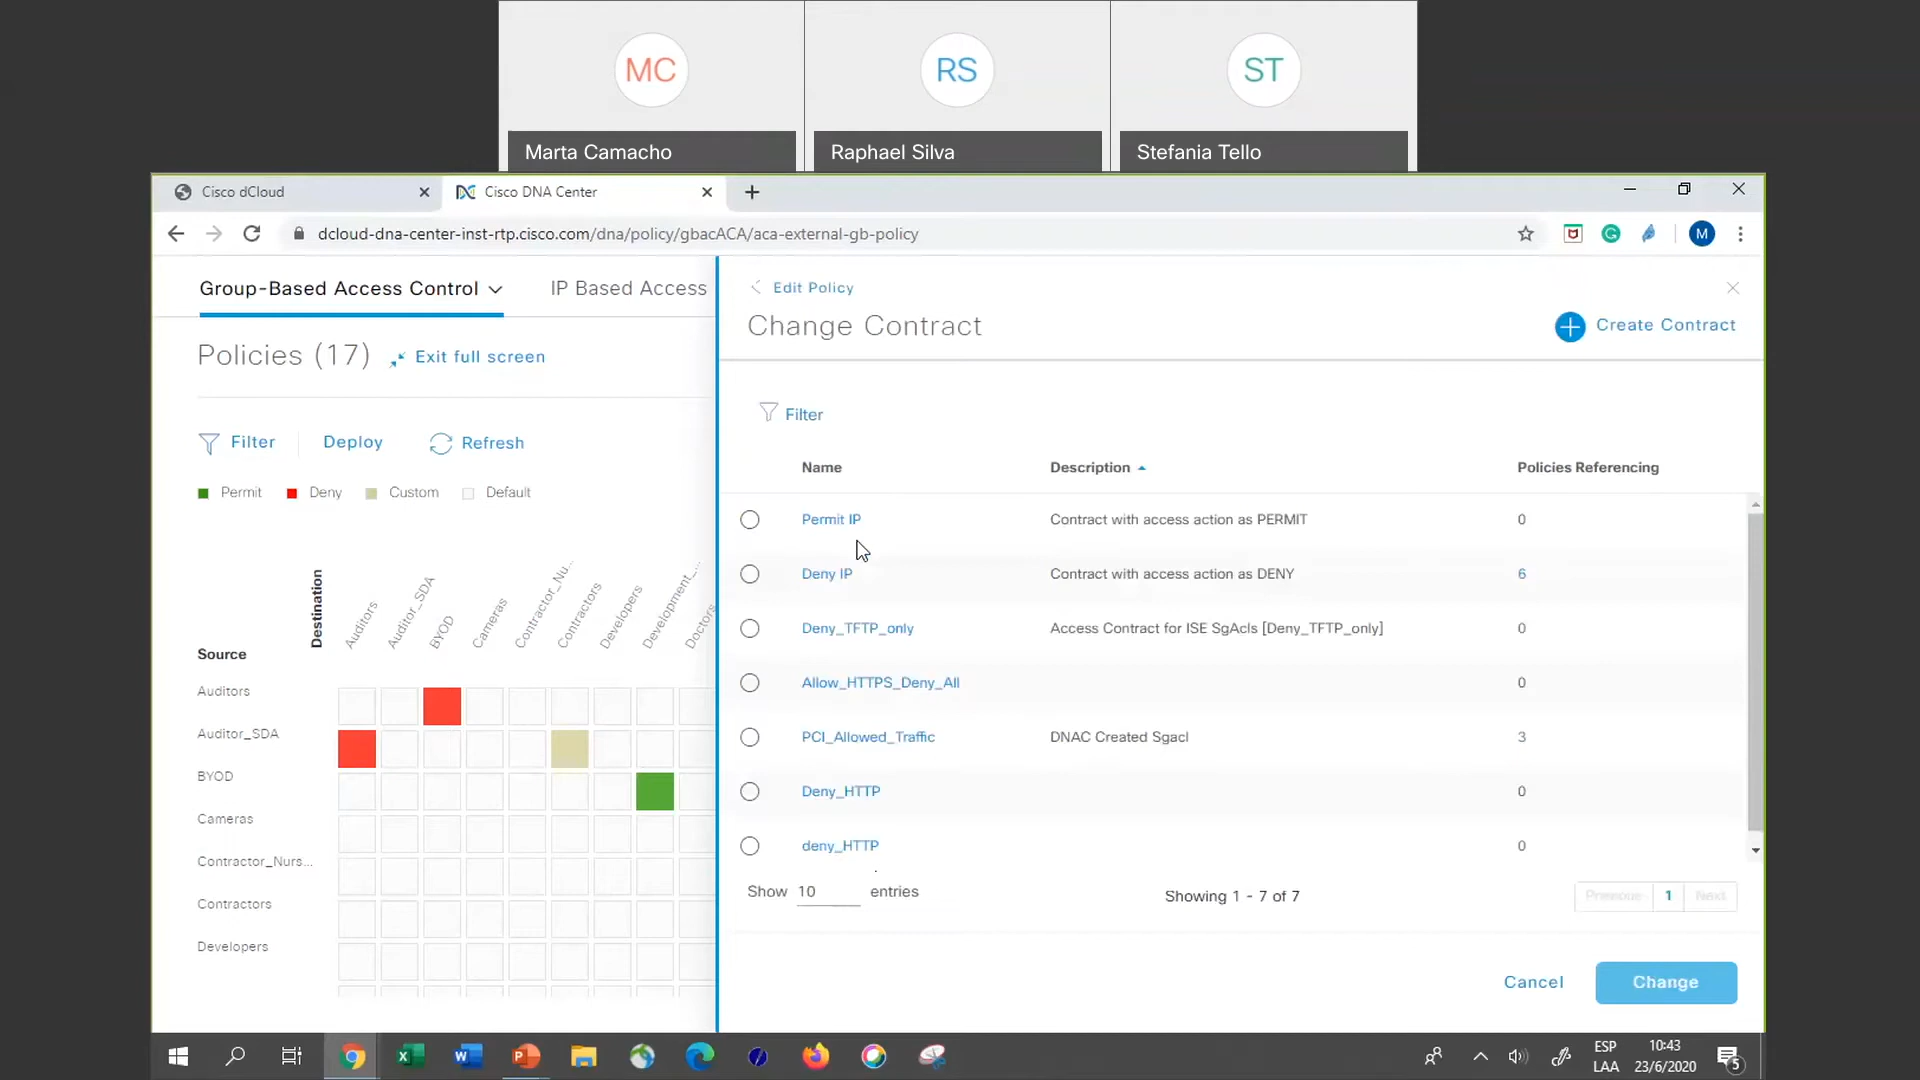 MC
RS
ST
Marta Camacho
Raphael Silva
Stefania Tello
Cisco dCloud
Cisco DNA Center
dcloud-dna-center-inst-rtp.cisco.com/dna/policy/gbacACA/aca-external-gb-policy
M
Group-Based Access Control
IP Based Access
Policies (17)
Exit full screen
Filter
Deploy
Refresh
Permit
Deny
Custom
Default
Destination
Auditors
Auditor_SDA
BYOD
Cameras
Contractor_Nu...
Contractors
Developers
Development_...
Doctors
Source
Auditors
Auditor_SDA
BYOD
Cameras
Contractor_Nurs...
Contractors
Developers
Edit Policy
Change Contract
Create Contract
Filter
Name Description Policies Referencing
Permit IP Contract with access action as PERMIT 0
Deny IP Contract with access action as DENY 6
Deny_TFTP_only Access Contract for ISE SgAcls [Deny_TFTP_only] 0
Allow_HTTPS_Deny_All 0
PCI_Allowed_Traffic DNAC Created Sgacl 3
Deny_HTTP 0
deny_HTTP 0
Show 10 entries
Showing 1 - 7 of 7
Previous 1 Next
Cancel
Change
ESP
LAA
10:43
23/6/2020
5